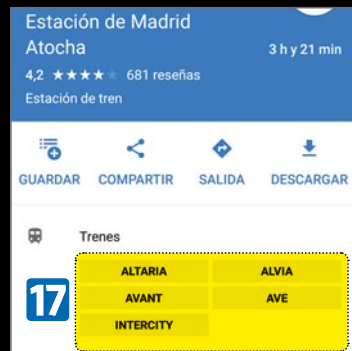 Estación de Madrid
Atocha
3 h y 21 min
4,2 ★★★★★ 681 reseñas
Estación de tren
GUARDAR COMPARTIR SALIDA DESCARGAR
Trenes
17
ALTARIA ALVIA
AVANT AVE
INTERCITY